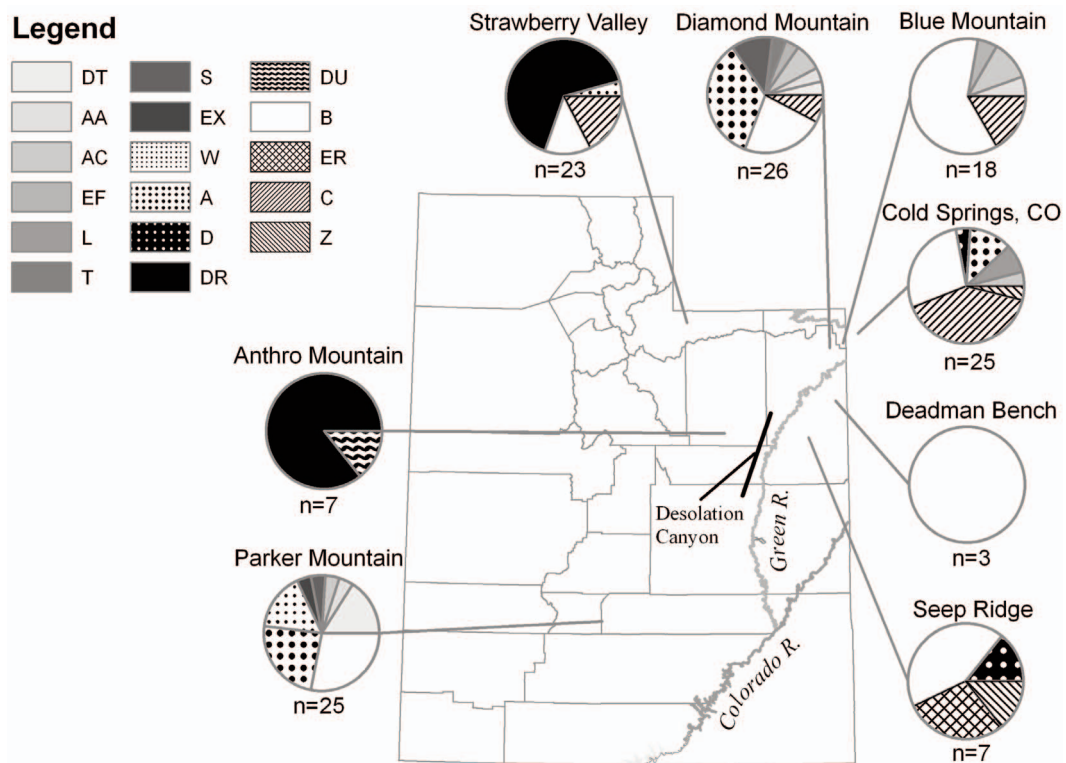 Legend
DT
AA
AC
EF
L
T
S
EX
W
A
D
DR
DU
B
ER
C
Z
Strawberry Valley
n=23
Diamond Mountain
n=26
Blue Mountain
n=18
Cold Springs, CO
n=25
Anthro Mountain
n=7
Deadman Bench
n=3
Desolation
Canyon
Green R.
Colorado R.
Parker Mountain
n=25
Seep Ridge
n=7